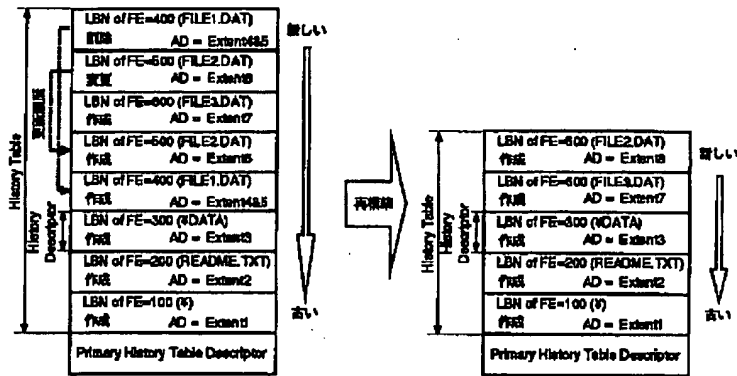 LBN of FE=400 (FILE1.DAT)
削除 AD = Extent4&5
LBN of FE=500 (FILE2.DAT)
変更 AD = Extent8
LBN of FE=600 (FILE3.DAT)
作成 AD = Extent7
LBN of FE=500 (FILE2.DAT)
作成 AD = Extent6
LBN of FE=400 (FILE1.DAT)
作成 AD = Extent4&5
LBN of FE=300 (¥DATA)
作成 AD = Extent3
LBN of FE=200 (README.TXT)
作成 AD = Extent2
LBN of FE=100 (¥)
作成 AD = Extent1
Primary History Table Descriptor
History Table
更新履歴
History
Descriptor
新しい
古い
再構築
LBN of FE=500 (FILE2.DAT)
作成 AD = Extent8
LBN of FE=600 (FILE3.DAT)
作成 AD = Extent7
LBN of FE=300 (¥DATA)
作成 AD = Extent3
LBN of FE=200 (README.TXT)
作成 AD = Extent2
LBN of FE=100 (¥)
作成 AD = Extent1
Primary History Table Descriptor
History Table
History
Descriptor
新しい
古い